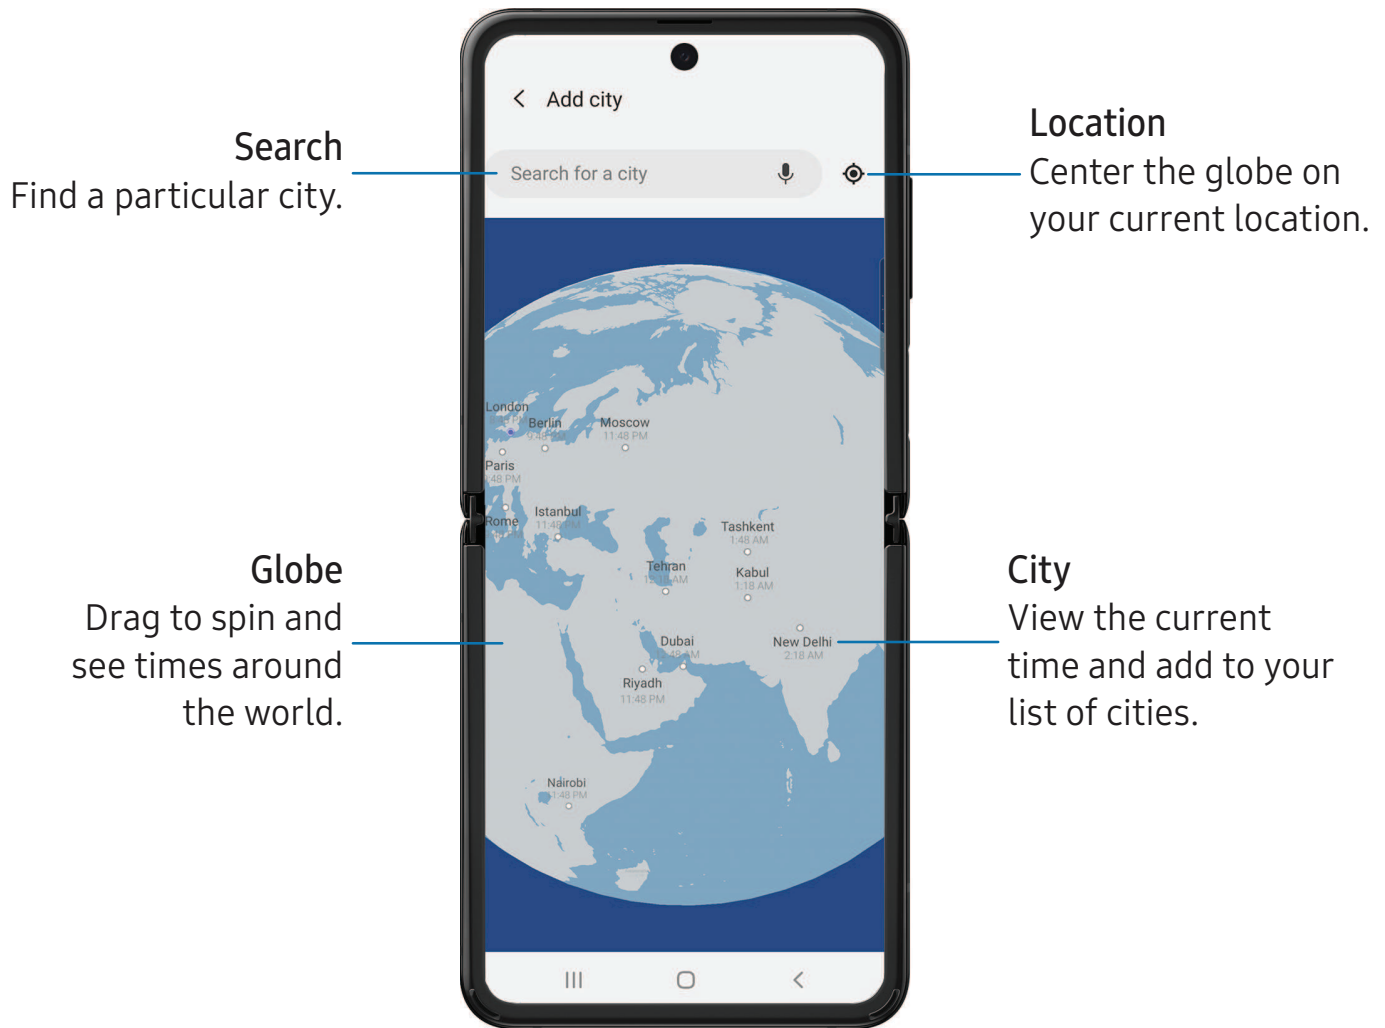 Add city
Search
Find a particular city.
Search for a city
Location
Center the globe on
your current location.
London
Berlin
Moscow
11:48 PM
Paris
Istanbul
11:48 PM
Rome
Tashkent
1:48 AM
Tehran
Kabul
1:18 AM
Globe
Drag to spin and
see times around
the world.
Dubai
New Delhi
2:18 AM
Riyadh
11:48 PM
City
View the current
time and add to your
list of cities.
Nairobi